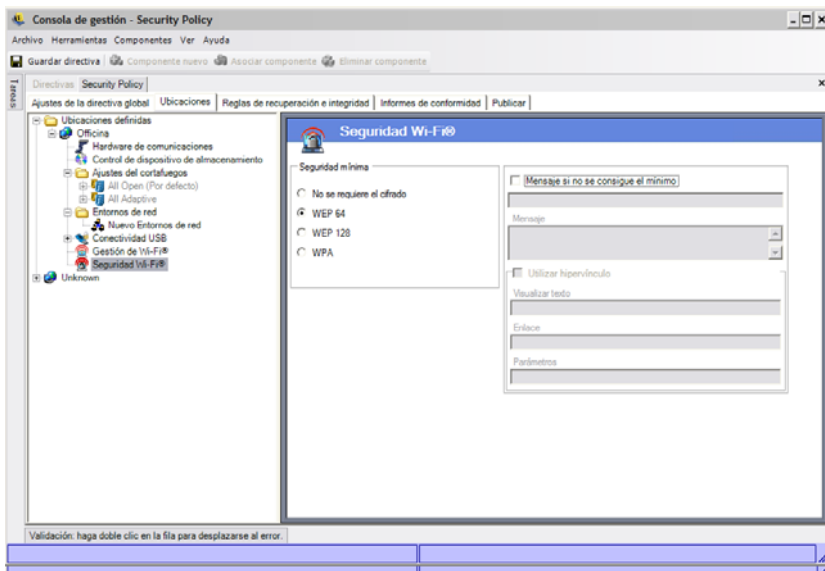 Consola de gestión - Security Policy
Archivo Herramientas Componentes Ver Ayuda
Guardar directiva Componente nuevo Asociar componente Eliminar componente
Tareas
Directivas Security Policy
Ajustes de la directiva global Ubicaciones Reglas de recuperación e integridad Informes de conformidad Publicar
Ubicaciones definidas
Officina
Hardware de comunicaciones
Control de dispositivo de almacenamiento
Ajustes del cortafuegos
All Open (Por defecto)
All Adaptive
Entornos de red
Nuevo Entornos de red
Conectividad USB
Gestión de Wi-Fi®
Seguridad Wi-Fi®
Unknown
Seguridad Wi-Fi®
Seguridad mínima
No se requiere el cifrado
WEP 64
WEP 128
WPA
Mensaje si no se consigue el mínimo
Mensaje
Utilizar hipervínculo
Visualizar texto
Enlace
Parámetros
Validación: haga doble clic en la fila para desplazarse al error.